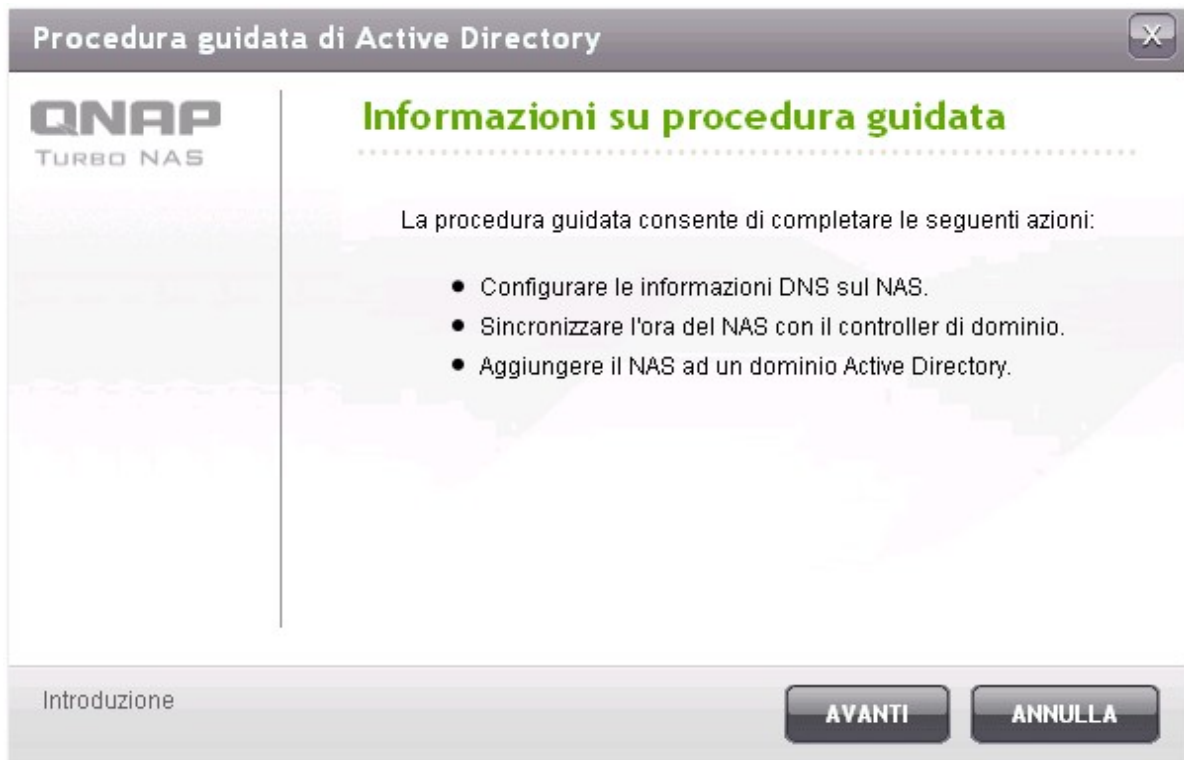 Procedura guidata di Active Directory
X
QNAP
TURBO NAS
Informazioni su procedura guidata
La procedura guidata consente di completare le seguenti azioni:
• Configurare le informazioni DNS sul NAS.
• Sincronizzare l'ora del NAS con il controller di dominio.
• Aggiungere il NAS ad un dominio Active Directory.
Introduzione
AVANTI
ANNULLA